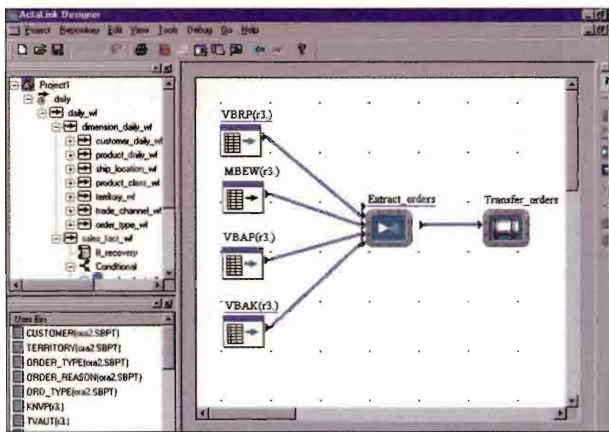 ActaLink Designer
Project Repository Edit View Tools Debug Go Help
Project1
daily
daily_wf
dimension_daily_wf
customer_daily_wf
product_daily_wf
ship_location_wf
product_class_wf
territory_wf
trade_channel_wf
order_type_wf
sales_fact_wf
R_recovery
Conditional
VBRP(r3.)
MBEW(r3.)
VBAP(r3.)
VBAK(r3.)
Extract_orders
Transfer_orders
CUSTOMER(ora2.SBPT)
TERRITORY(ora2.SBPT)
ORDER_TYPE(ora2.SBPT)
ORDER_REASON(ora2.SBPT)
ORD_TYPE(ora2.SBPT)
KNVP(r3.)
TVAUT(r3.)